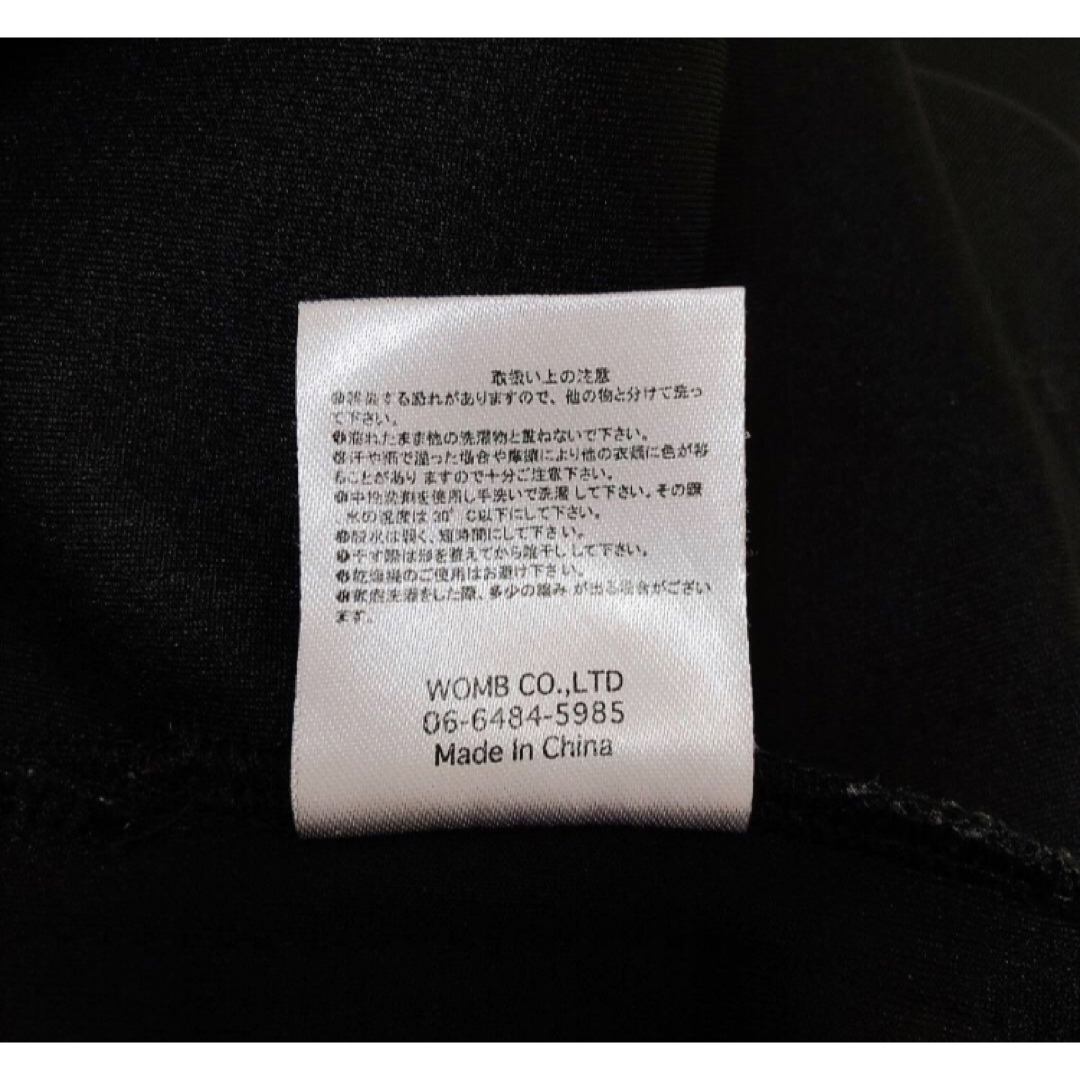 取扱い上の注意
する恐れがありますので、他の物と分けて洗っ
て下さい。
濡れたまま他の洗濯物と重ねないで下さい。
汗や雨で湿った場合や摩擦により他の衣類に色が移
ることがあり ますので十分ご注意下さい。
中性洗剤を使用し手洗いで洗濯 して下さい。その際
水の温度は 30° C以下にして下さい。
脱水は弱く、短時間にして下さい。
干す際は形を整えてから陰干し して下さい。
乾燥機のご使用はお避け下さい。
洗濯をした際、多少の縮み が出る場合がござい
ます。
WOMB CO.,LTD
06-6484-5985
Made In China